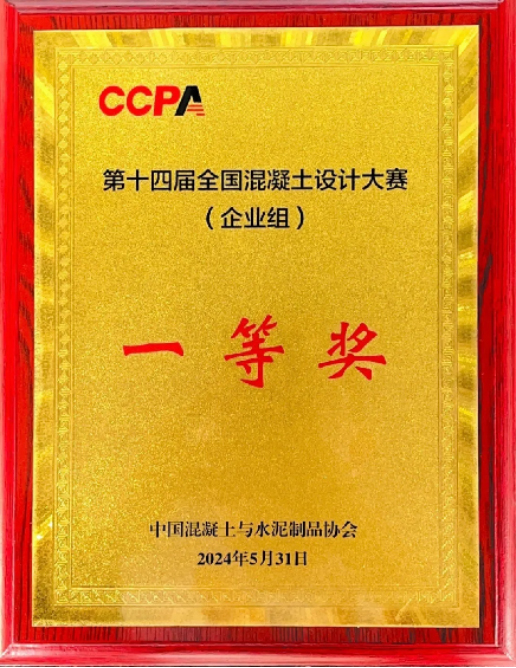 CCPA
第十四届全国混凝土设计大赛
（企业组）
一等奖
中国混凝土与水泥制品协会
2024年5月31日